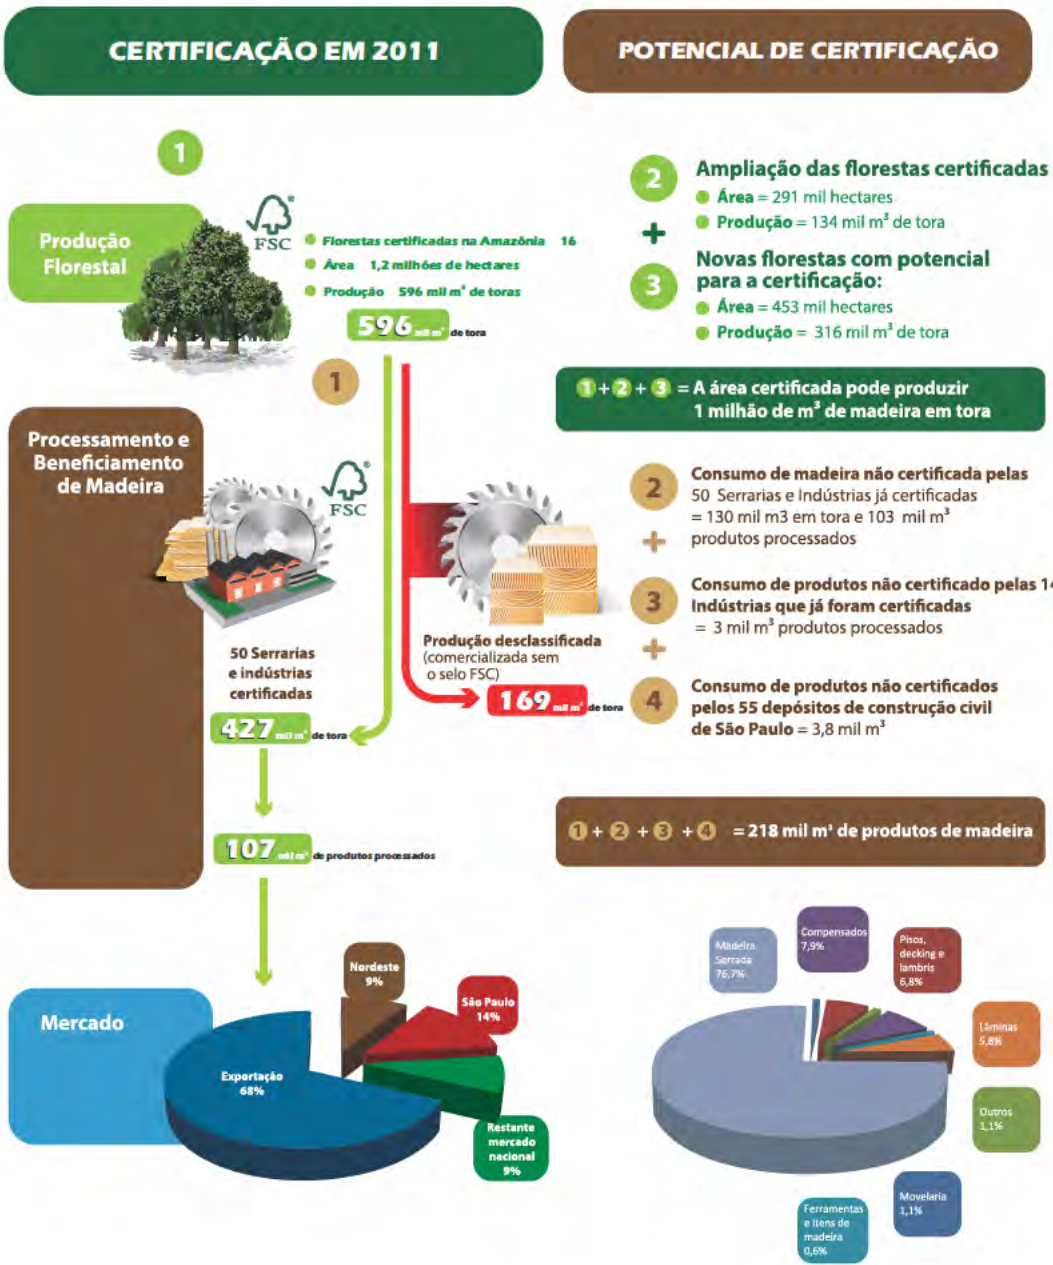 CERTIFICAÇÃO EM 2011
1
Produção
Florestal
FSC
Florestas certificadas na Amazônia 16
Área 1,2 milhões de hectares
Produção 596 mil m³ de toras
596 mil m³ de tora
1
Processamento e
Beneficiamento
de Madeira
FSC
50 Serrarias
e indústrias
certificadas
427 mil m³ de tora
Produção desclassificada
(comercializada sem
o selo FSC)
169 mil m³ de tora
107 mil m³ de produtos processados
Mercado
Nordeste
9%
São Paulo
14%
Exportação
68%
Restante
mercado
nacional
9%
POTENCIAL DE CERTIFICAÇÃO
2
Ampliação das florestas certificadas
Área = 291 mil hectares
Produção = 134 mil m³ de tora
+
3
Novas florestas com potencial
para a certificação:
Área = 453 mil hectares
Produção = 316 mil m³ de tora
1 + 2 + 3 = A área certificada pode produzir
1 milhão de m³ de madeira em tora
2
Consumo de madeira não certificada pelas
50 Serrarias e Indústrias já certificadas
= 130 mil m3 em tora e 103 mil m³
produtos processados
+
3
Consumo de produtos não certificado pelas 14
Indústrias que já foram certificadas
= 3 mil m³ produtos processados
+
4
Consumo de produtos não certificados
pelos 55 depósitos de construção civil
de São Paulo = 3,8 mil m³
1 + 2 + 3 + 4 = 218 mil m³ de produtos de madeira
Madeira
Serrada
76,7%
Compensados
7,9%
Pisos,
decking e
lambris
6,8%
Lâminas
5,8%
Outros
1,1%
Movelaria
1,1%
Ferramentas
e itens de
madeira
0,6%